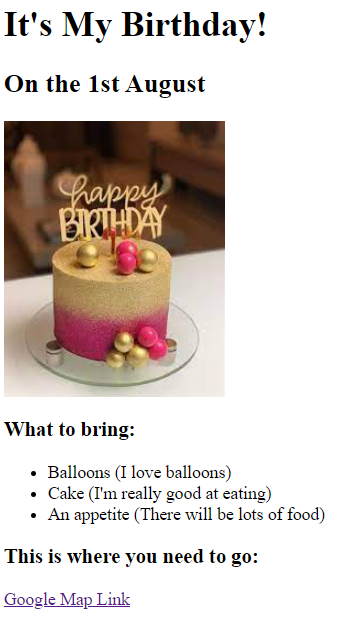 It's My Birthday!
On the 1st August
happy
BIRTHDAY
What to bring:
Balloons (I love balloons)
Cake (I'm really good at eating)
An appetite (There will be lots of food)
This is where you need to go:
Google Map Link